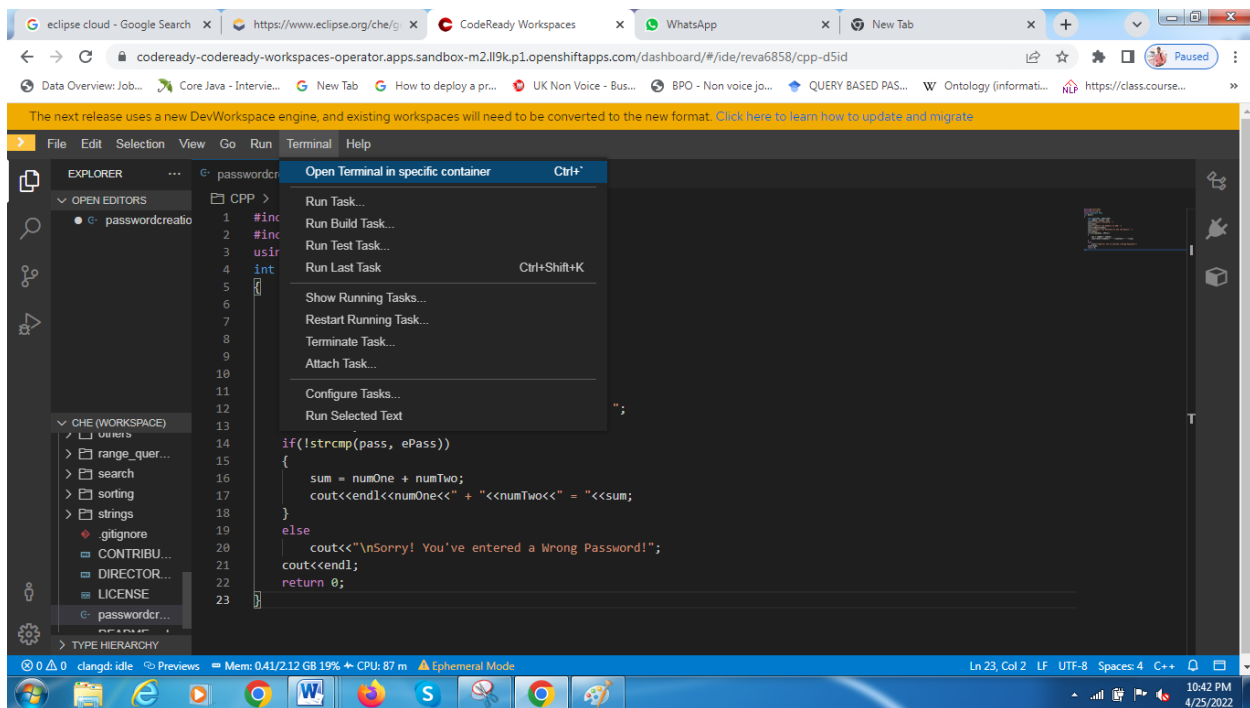 eclipse cloud - Google Search
https://www.eclipse.org/che/g
CodeReady Workspaces
WhatsApp
New Tab
codeready-codeready-workspaces-operator.apps.sandbox-m2.ll9k.p1.openshiftapps.com/dashboard/#/ide/reva6858/cpp-d5id
Paused
Data Overview: Job...
Core Java - Intervie...
New Tab
How to deploy a pr...
UK Non Voice - Bus...
BPO - Non voice jo...
QUERY BASED PAS...
Ontology (informati...
https://class.course...
The next release uses a new DevWorkspace engine, and existing workspaces will need to be converted to the new format. Click here to learn how to update and migrate
File Edit Selection View Go Run Terminal Help
EXPLORER
OPEN EDITORS
passwordcreatio
CHE (WORKSPACE)
others
range_quer...
search
sorting
strings
.gitignore
CONTRIBU...
DIRECTOR...
LICENSE
passwordcr...
TYPE HIERARCHY
passwordcr
CPP >
Open Terminal in specific container Ctrl+`
Run Task...
Run Build Task...
Run Test Task...
Run Last Task Ctrl+Shift+K
Show Running Tasks...
Restart Running Task...
Terminate Task...
Attach Task...
Configure Tasks...
Run Selected Text
1 #inc
2 #inc
3 usin
4 int
5 {
6
7
8
9
10
11
12 ";
13
14 if(!strcmp(pass, ePass))
15 {
16 sum = numOne + numTwo;
17 cout<<endl<<numOne<<" + "<<numTwo<<" = "<<sum;
18 }
19 else
20 cout<<"\nSorry! You've entered a Wrong Password!";
21 cout<<endl;
22 return 0;
23 }
0 0 clangd: idle Previews Mem: 0.41/2.12 GB 19% CPU: 87 m Ephemeral Mode
Ln 23, Col 2 LF UTF-8 Spaces: 4 C++
10:42 PM
4/25/2022